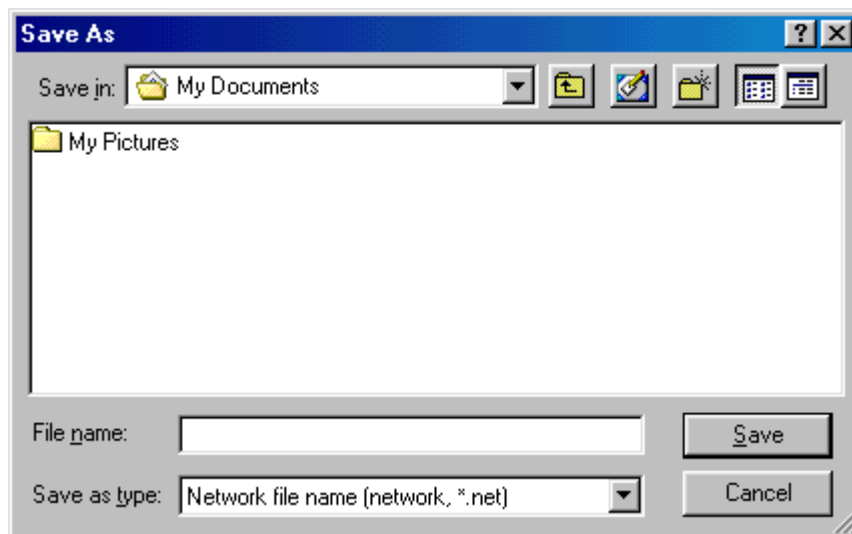 Save As
Save in: My Documents
My Pictures
File name:
Save
Save as type: Network file name (network, *.net)
Cancel